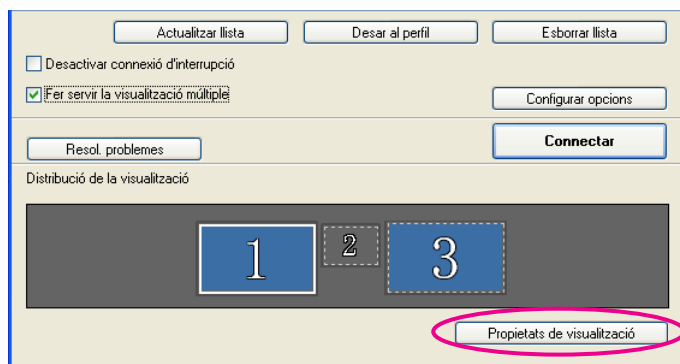 Actualitzar llista
Desar al perfil
Esborrar llista
Desactivar connexió d'interrupció
Fer servir la visualització múltiple
Configurar opcions
Connectar
Resol. problemes
Distribució de la visualització
1
2
3
Propietats de visualització